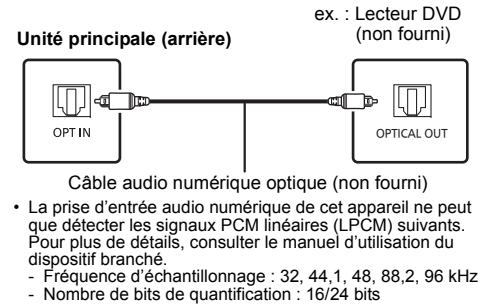 ex. : Lecteur DVD
(non fourni)
Unité principale (arrière)
OPT IN
OPTICAL OUT
Câble audio numérique optique (non fourni)
• La prise d'entrée audio numérique de cet appareil ne peut
que détecter les signaux PCM linéaires (LPCM) suivants.
Pour plus de détails, consulter le manuel d'utilisation du
dispositif branché.
- Fréquence d'échantillonnage : 32, 44,1, 48, 88,2, 96 kHz
- Nombre de bits de quantification : 16/24 bits